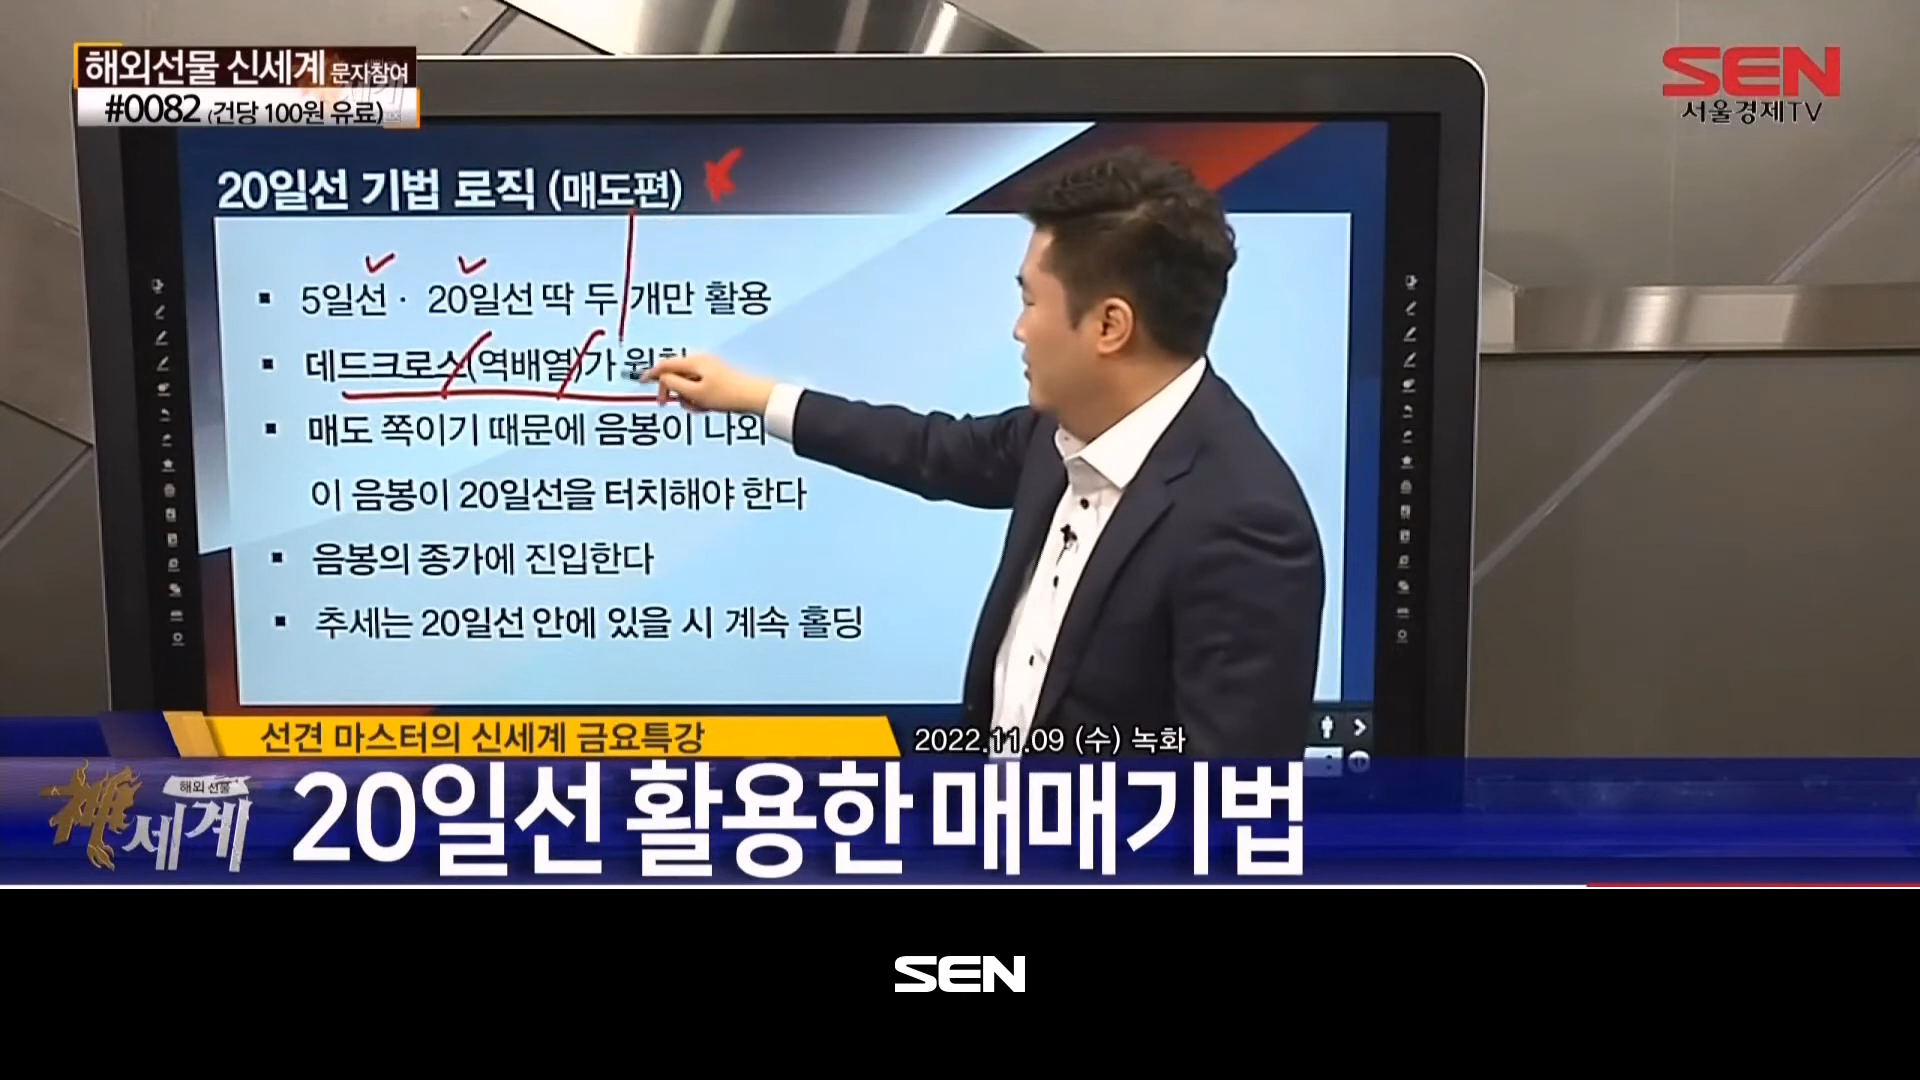 해외선물 신세계 문자참여
#0082 (건당 100원 유료)
SEN
서울경제TV
20일선 기법 로직 (매도편)
▪ 5일선 · 20일선 딱 두 개만 활용
▪ 데드크로스(역배열)가
▪ 매도 쪽이기 때문에 음봉이
이 음봉이 20일선을 터치해야 한다
▪ 음봉의 종가에 진입한다
▪ 추세는 20일선 안에 있을 시 계속 홀딩
선견 마스터의 신세계 금요특강
2022.11.09 (수) 녹화
해외 선물
神세계
20일선 활용한 매매기법
SEN